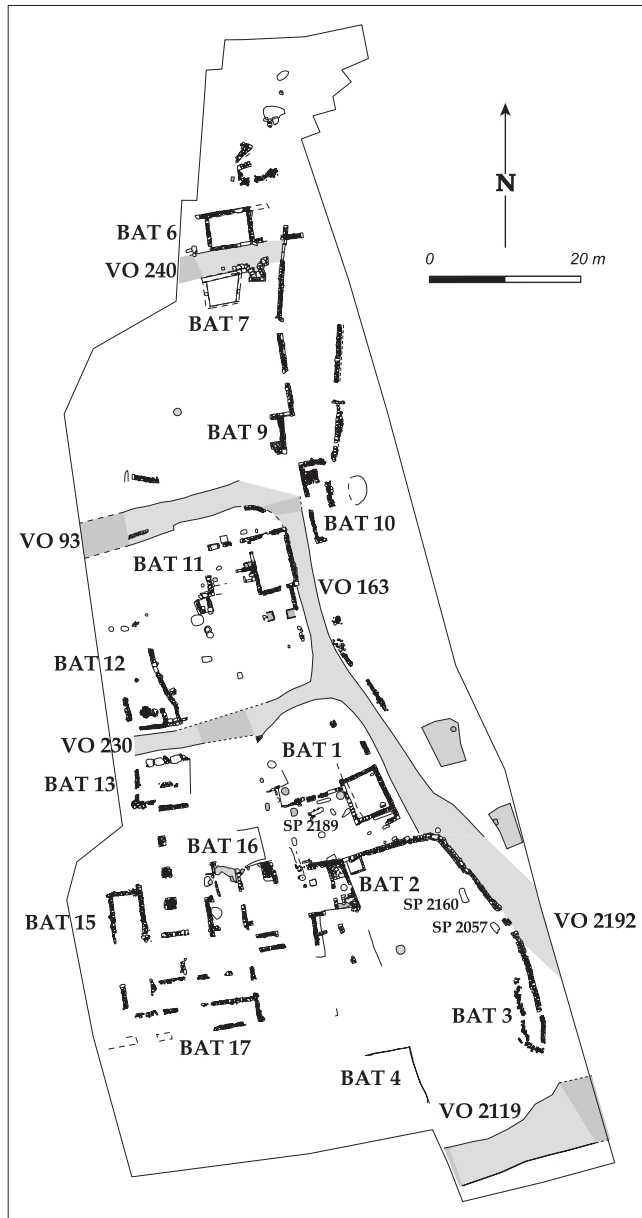 BAT 6
N
VO 240
0 20 m
BAT 7
BAT 9
BAT 10
VO 93
BAT 11
VO 163
BAT 12
VO 230
BAT 1
BAT 13
SP 2189
BAT 16
BAT 2
SP 2160
BAT 15
SP 2057
VO 2192
BAT 3
BAT 17
BAT 4
VO 2119